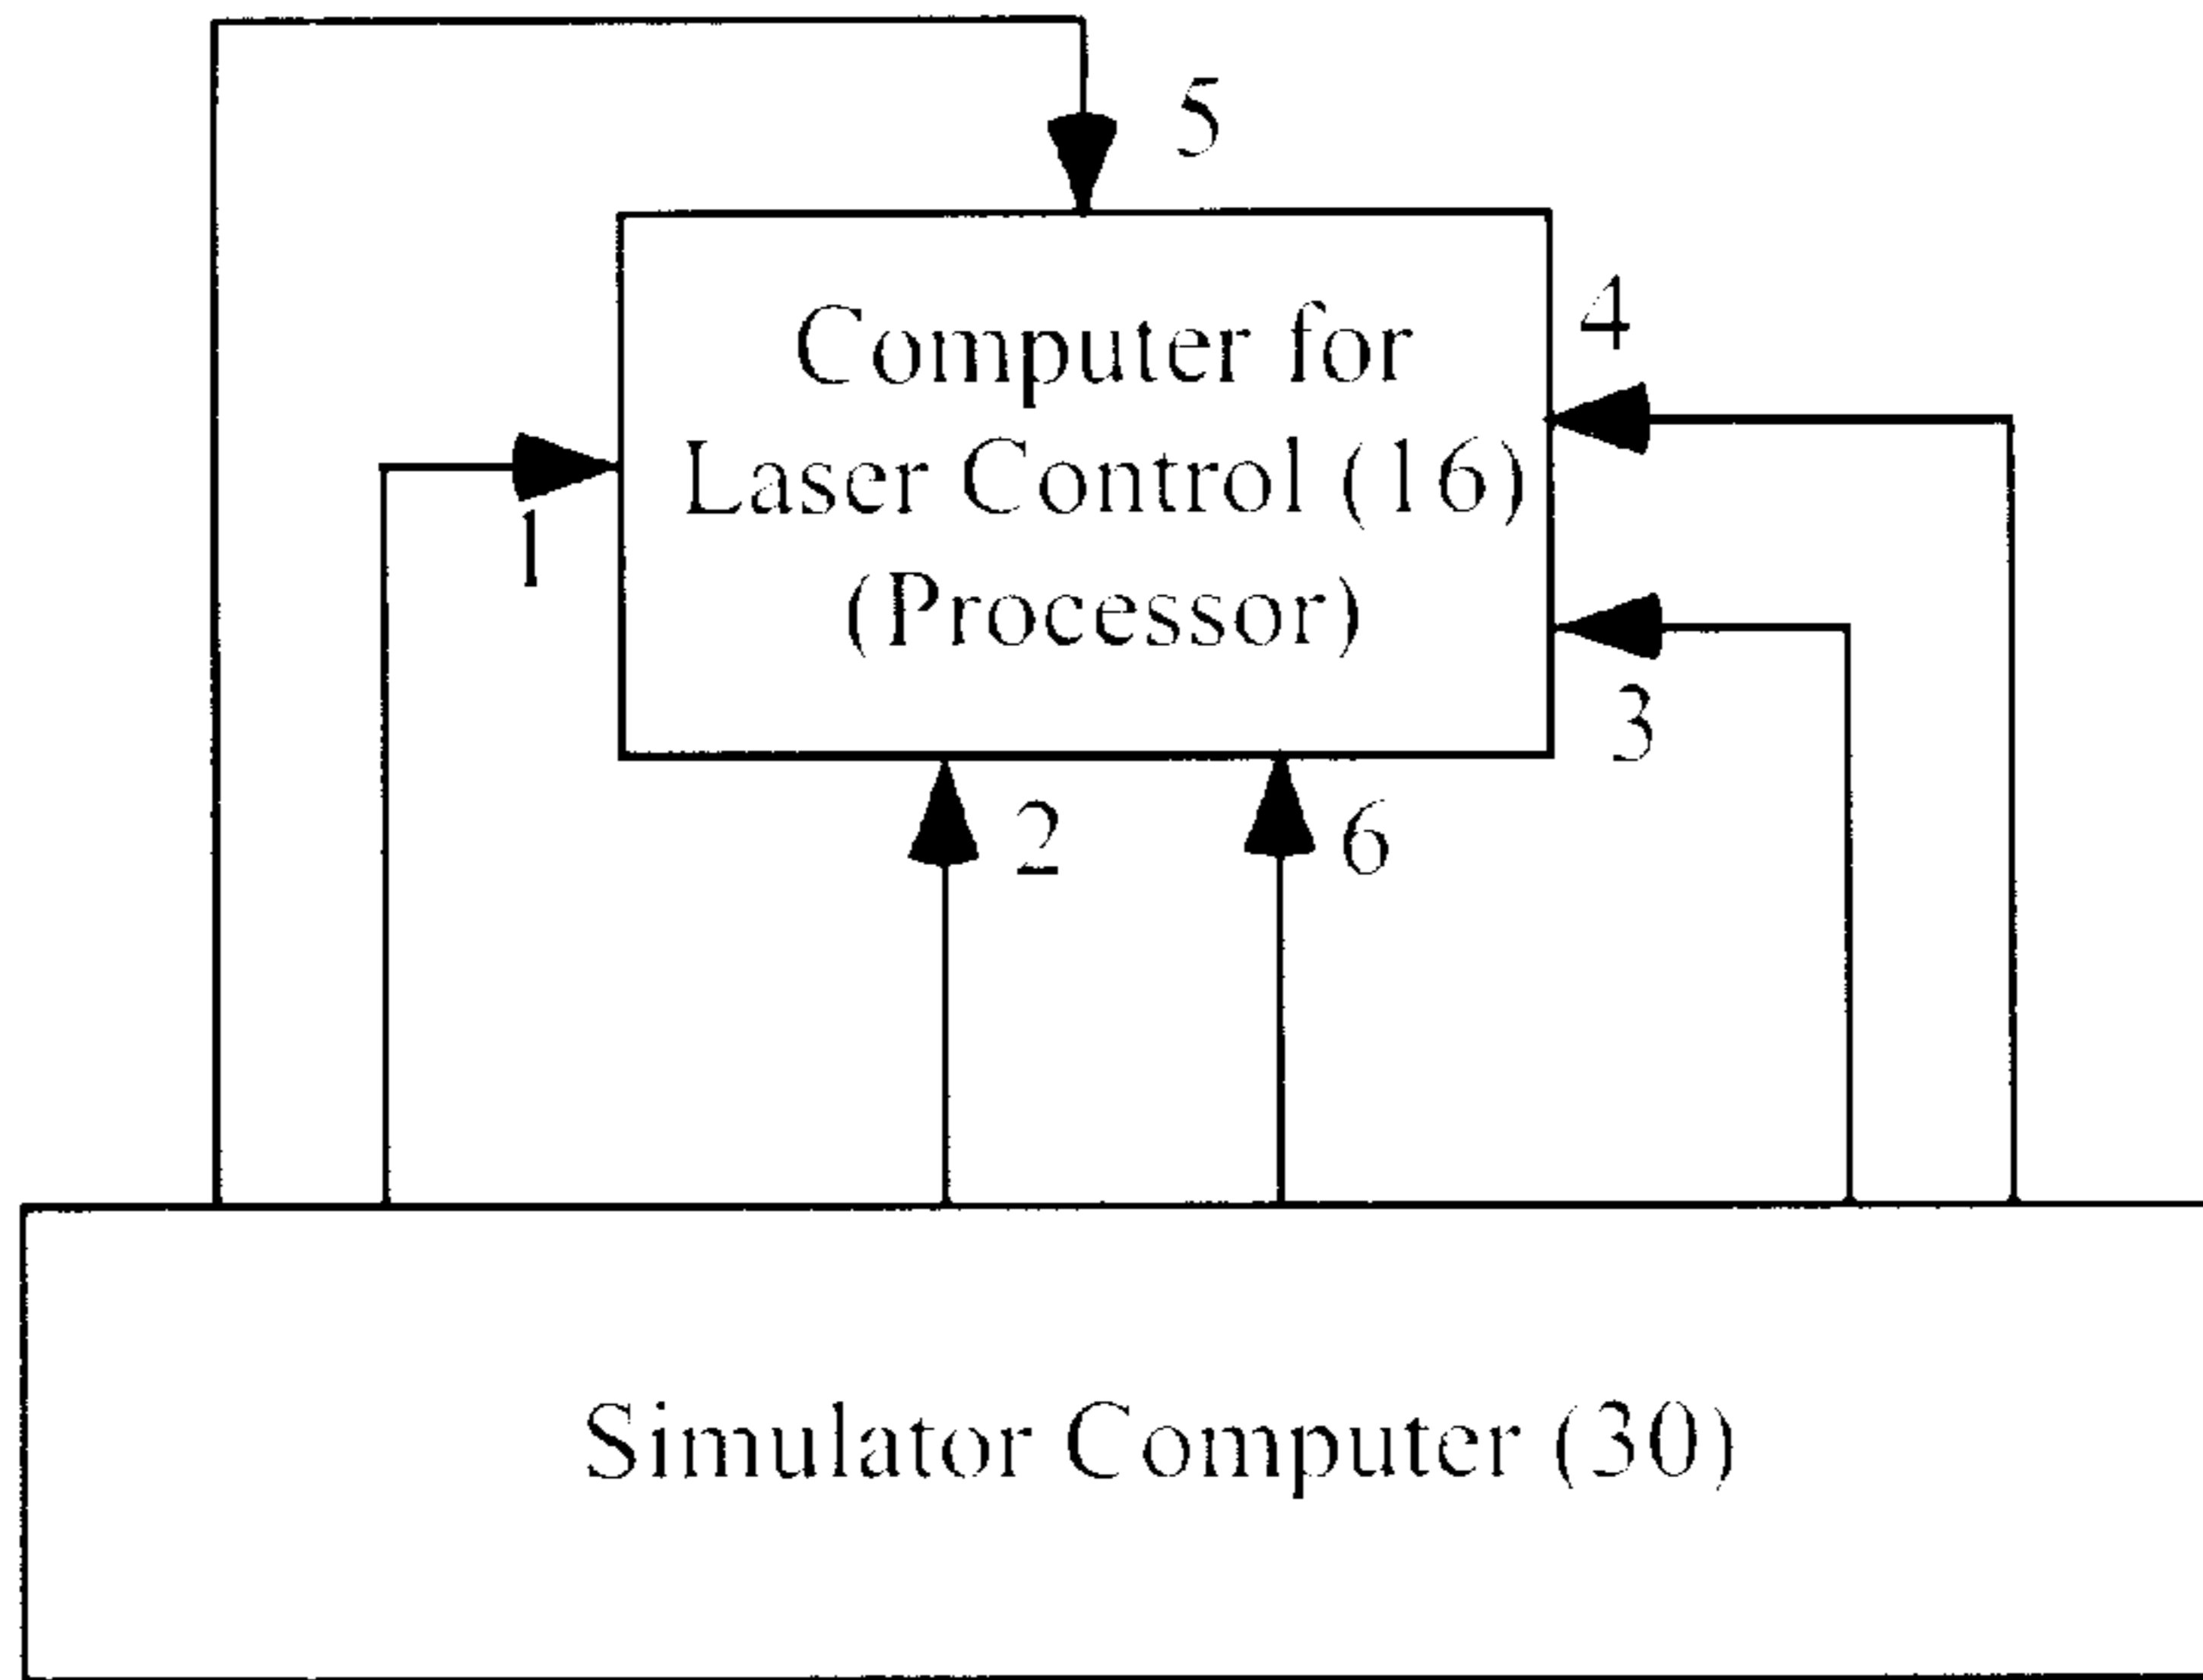 5
4
Computer for
Laser Control (16)
(Processor)
1
3
2
6
Simulator Computer (30)